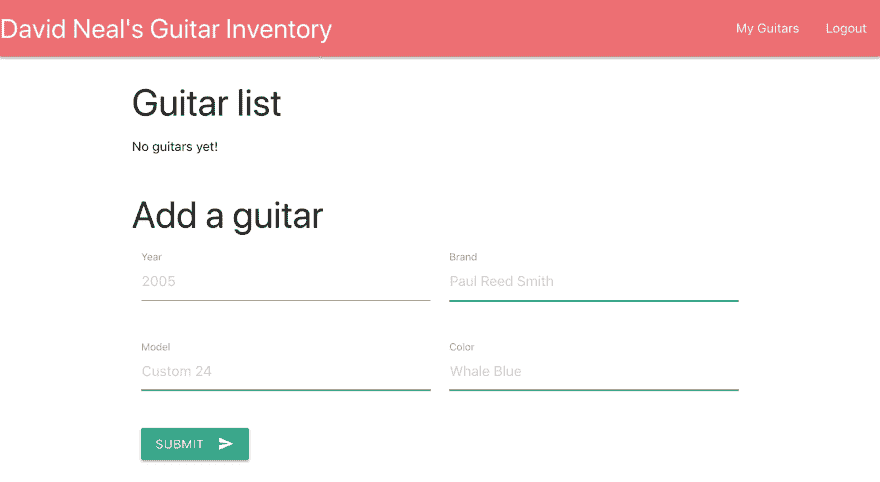 David Neal's Guitar Inventory
My Guitars
Logout
Guitar list
No guitars yet!
Add a guitar
Year
Brand
2005
Paul Reed Smith
Model
Color
Custom 24
Whale Blue
SUBMIT